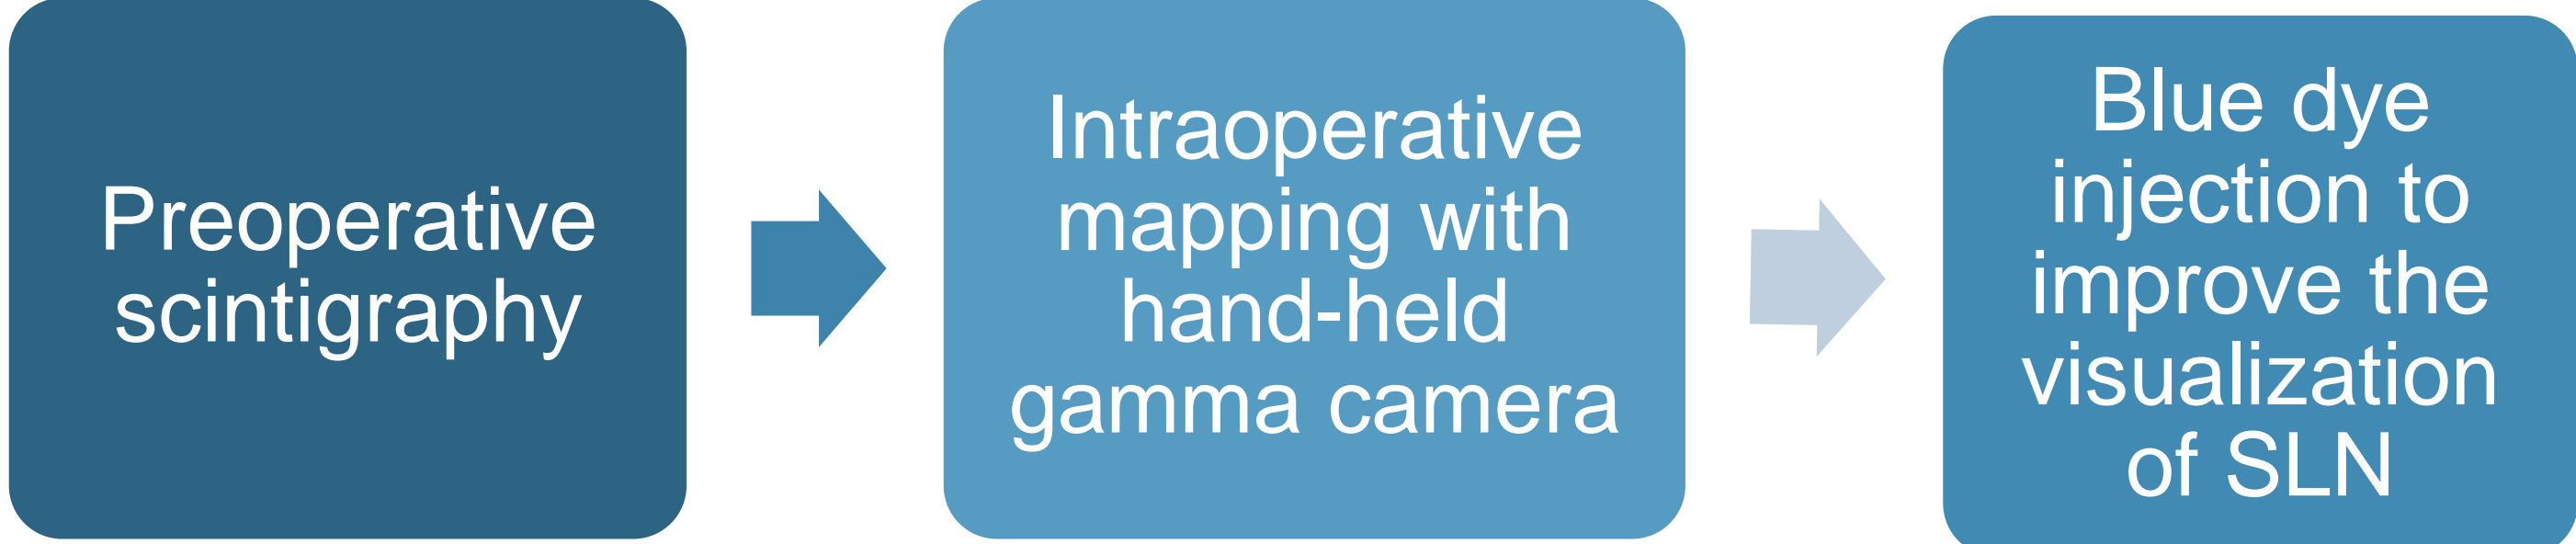 Preoperative
scintigraphy
Intraoperative
mapping with
hand-held
gamma camera
Blue dye
injection to
improve the
visualization
of SLN